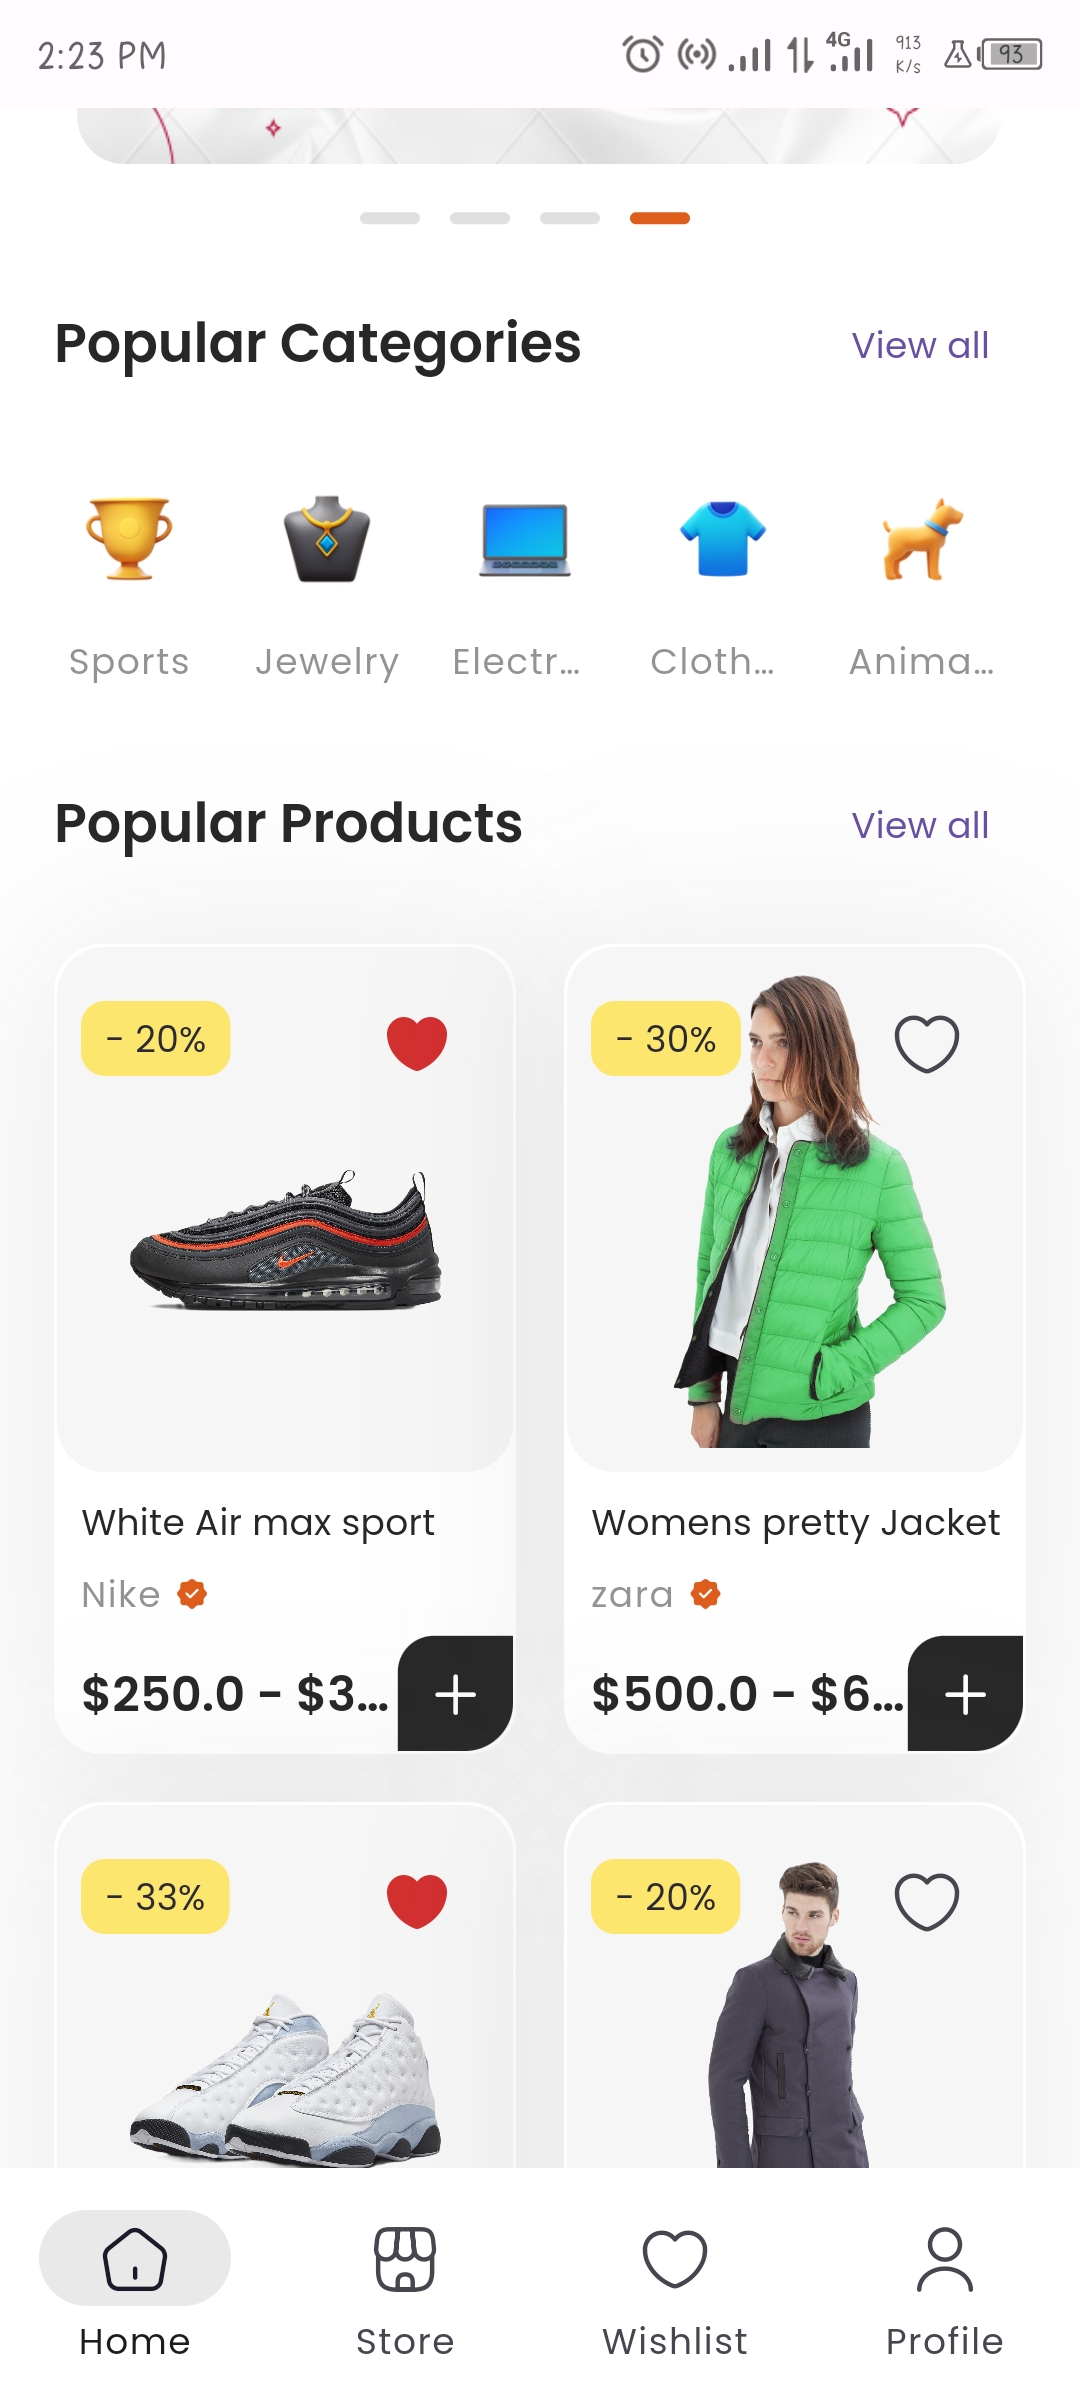 2:23 PM 4G 913 K/s 93
Popular Categories View all
Sports Jewelry Electr... Cloth... Anima...
Popular Products View all
- 20% - 30%
White Air max sport Womens pretty Jacket
Nike zara
$250.0 - $3... $500.0 - $6...
- 33% - 20%
Home Store Wishlist Profile